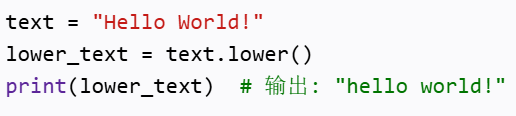 text = "Hello World!"
lower_text = text.lower()
print(lower_text)  # 输出: "hello world!"